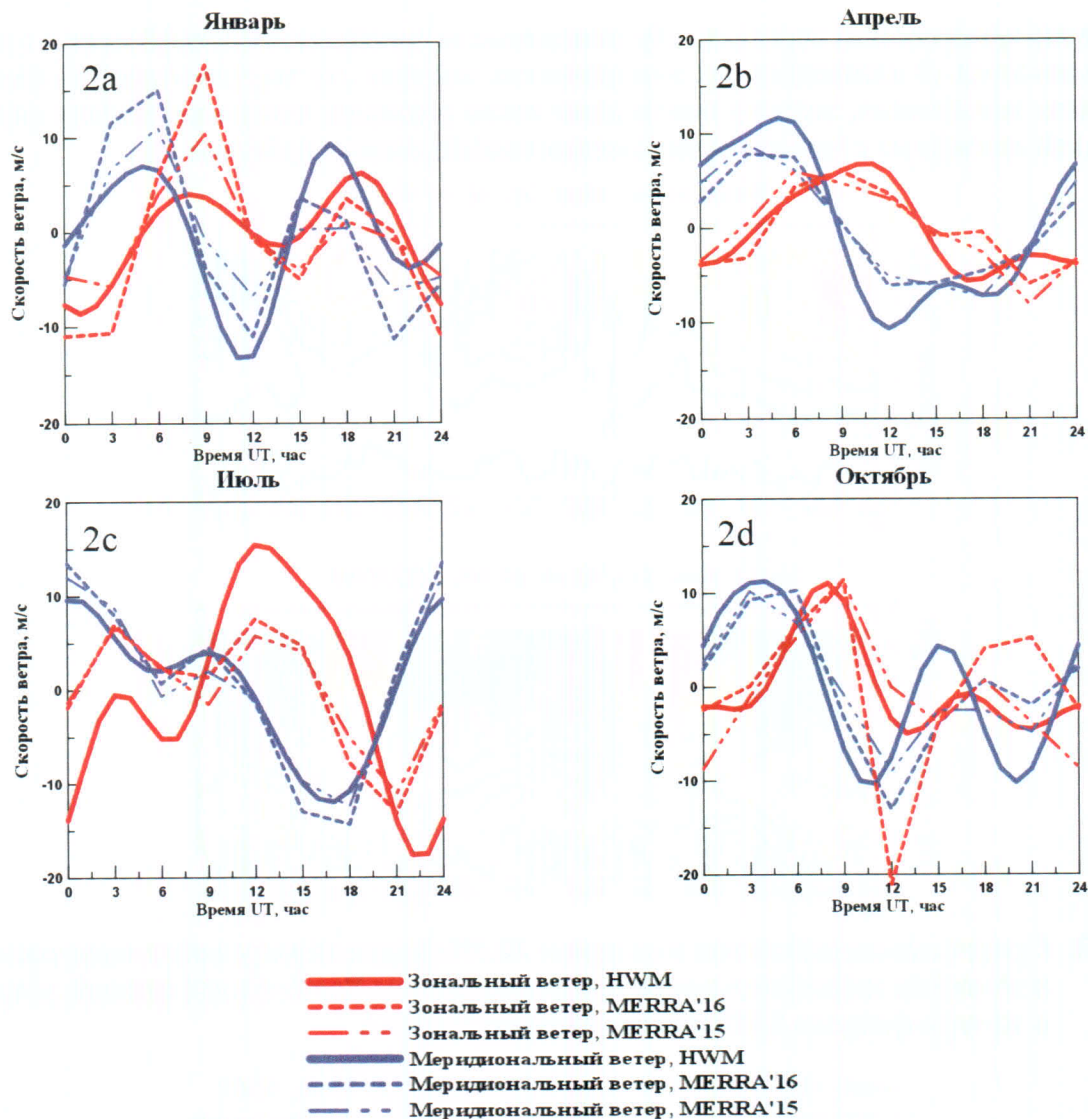 Январь
Апрель
2a
2b
20
10
0
-10
-20
Скорость ветра, м/с
0 3 6 9 12 15 18 21 24
Время UT, час
20
10
0
-10
-20
Скорость ветра, м/с
0 3 6 9 12 15 18 21 24
Время UT, час
Июль
Октябрь
2c
2d
20
10
0
-10
-20
Скорость ветра, м/с
0 3 6 9 12 15 18 21 24
Время UT, час
20
10
0
-10
-20
Скорость ветра, м/с
0 3 6 9 12 15 18 21 24
Время UT, час
Зональный ветер, HWM
Зональный ветер, MERRA'16
Зональный ветер, MERRA'15
Меридиональный ветер, HWM
Меридиональный ветер, MERRA'16
Меридиональный ветер, MERRA'15